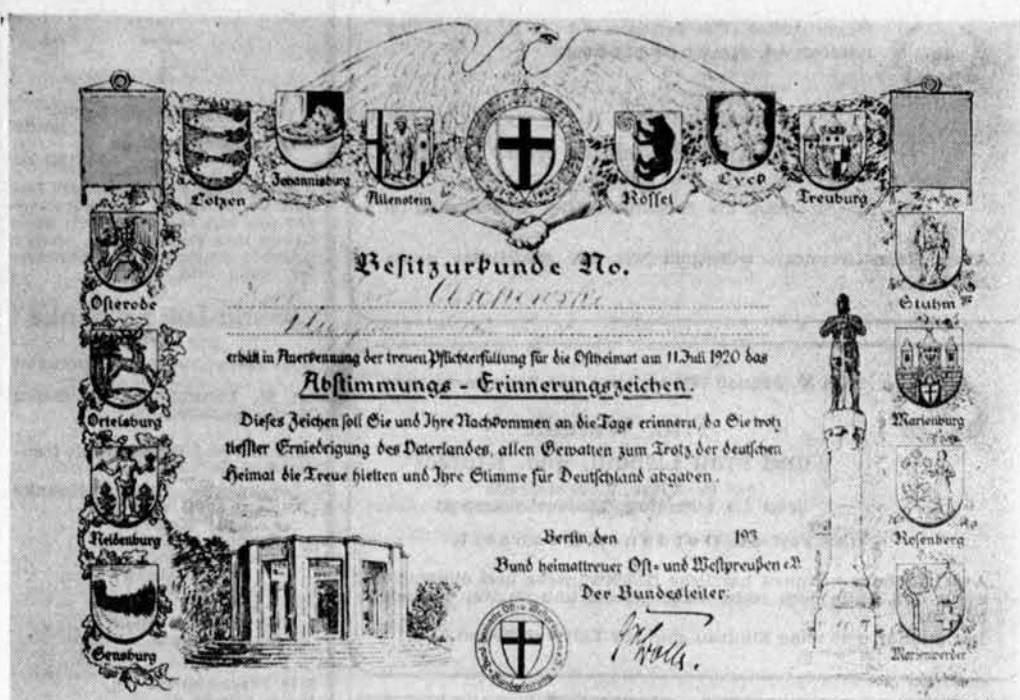 Lötzen
Johannisburg
Allenstein
Rössel
Lyck
Treuburg
Osterode
Ortelsburg
Neidenburg
Sensburg
Besitzurkunde No.
erhält in Anerkennung der treuen Pflichterfüllung für die Ostheimat am 11. Juli 1920 das
Abstimmungs - Erinnerungszeichen.
Dieses Zeichen soll Sie und Ihre Nachkommen an die Tage erinnern, da Sie trotz
tiefster Erniedrigung des Vaterlandes, allen Gewalten zum Trotz, der deutschen
Heimat die Treue hielten und Ihre Stimme für Deutschland abgaben.
Berlin, den 193
Bund heimattreuer Ost- und Westpreußen e.V.
Der Bundesleiter
Stuhm
Marienburg
Rosenberg
Marienwerder